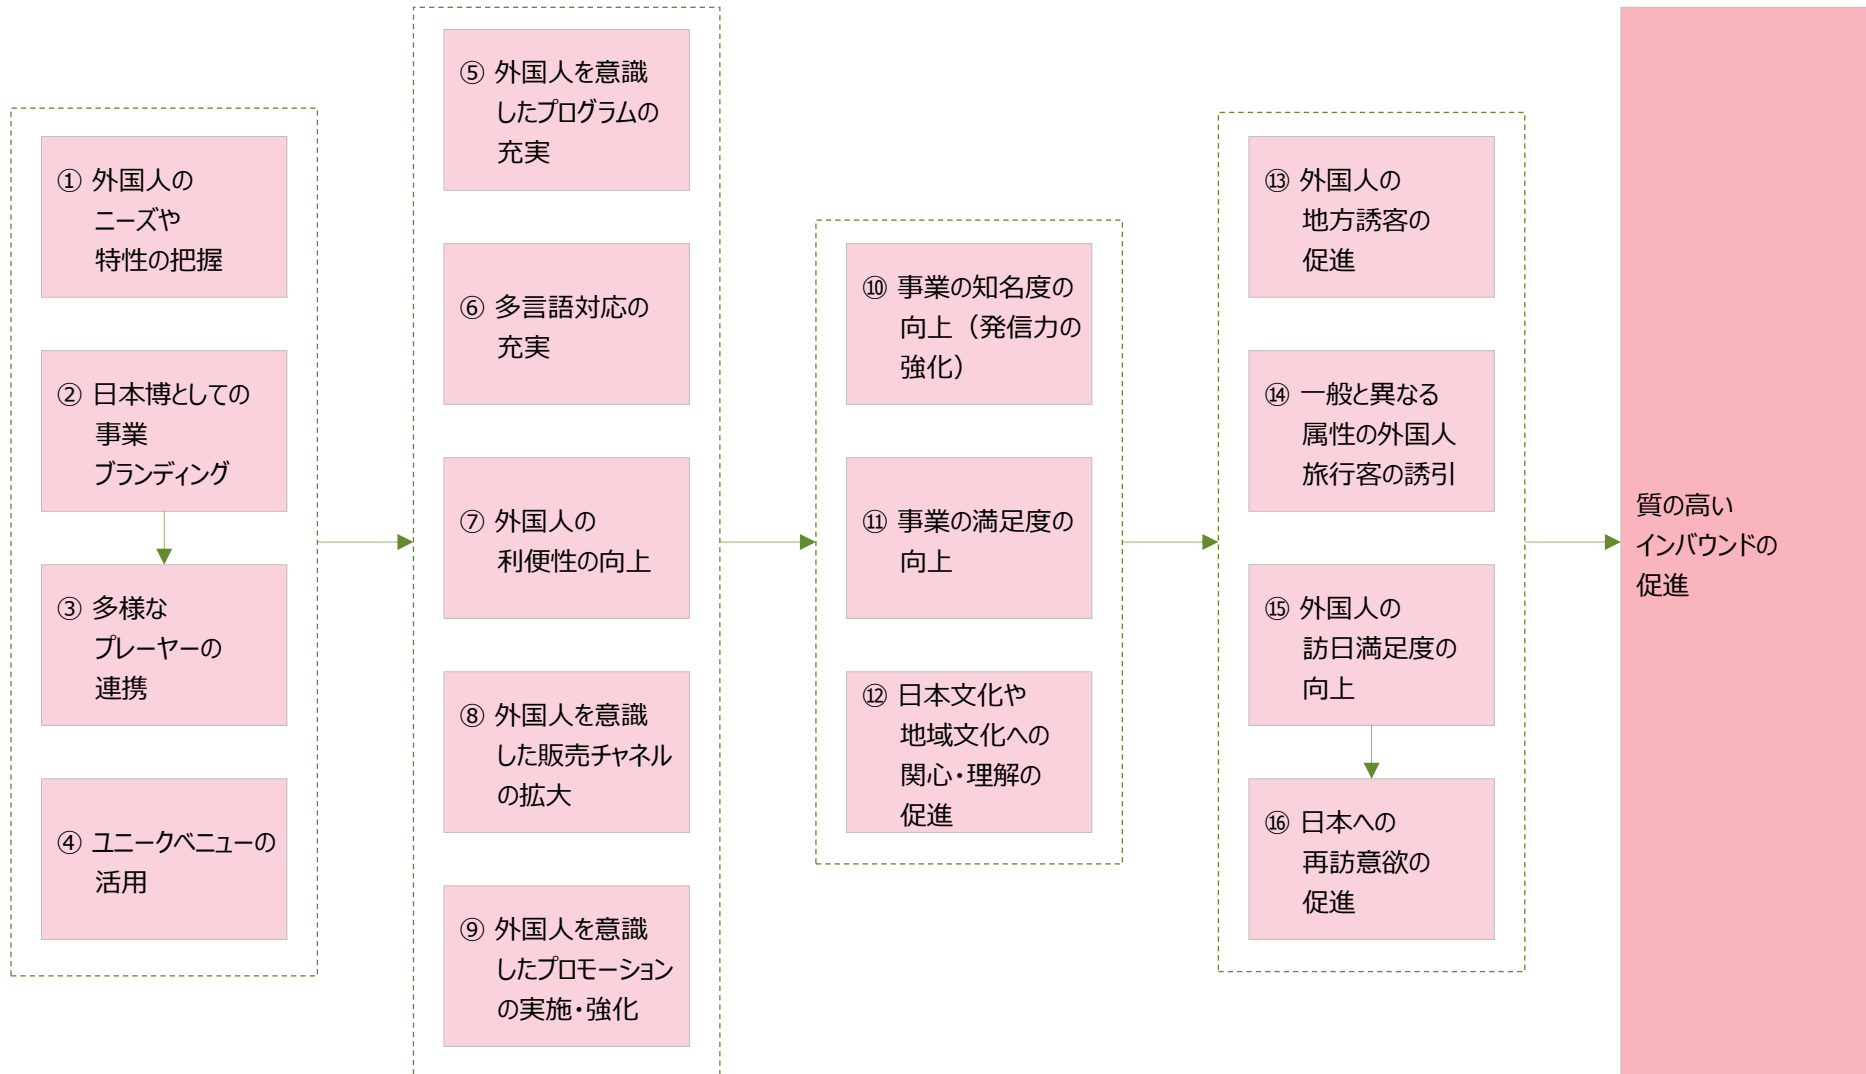 ① 外国人の
ニーズや
特性の把握
② 日本博としての
事業
ブランディング
③ 多様な
プレーヤーの
連携
④ ユニークベニューの
活用
⑤ 外国人を意識
したプログラムの
充実
⑥ 多言語対応の
充実
⑦ 外国人の
利便性の向上
⑧ 外国人を意識
した販売チャネル
の拡大
⑨ 外国人を意識
したプロモーション
の実施・強化
⑩ 事業の知名度の
向上（発信力の
強化）
⑪ 事業の満足度の
向上
⑫ 日本文化や
地域文化への
関心・理解の
促進
⑬ 外国人の
地方誘客の
促進
⑭ 一般と異なる
属性の外国人
旅行客の誘引
⑮ 外国人の
訪日満足度の
向上
⑯ 日本への
再訪意欲の
促進
質の高い
インバウンドの
促進